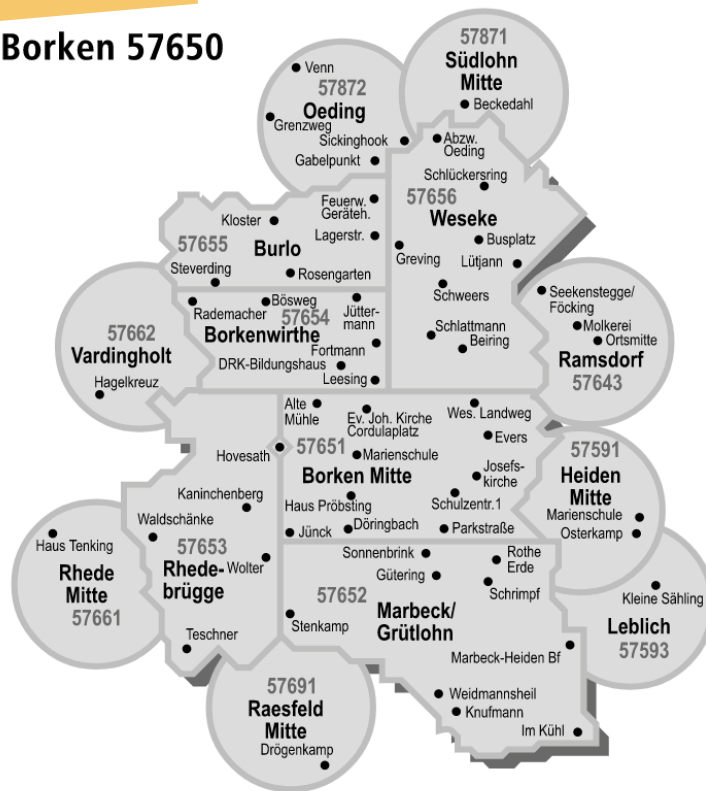 Borken 57650
57871
Südlohn
Mitte
Beckedahl
Venn
57872
Oeding
Grenzweg
Sickinghook
Gabelpunkt
Abzw.
Oeding
Schlückersring
57656
Weseke
Busplatz
Greving
Lütjann
Schweers
Schlattmann
Beiring
Feuerw.
Geräteh.
Kloster
Lagerstr.
57655
Burlo
Steverding
Rosengarten
Rademacher
Bösweg
57654
Jütter-
mann
Borkenwirthe
Fortmann
DRK-Bildungshaus
Leesing
57662
Vardingholt
Hagelkreuz
Seekenstegge/
Föcking
Molkerei
Ortsmitte
Ramsdorf
57643
Alte
Mühle
Ev. Joh. Kirche
Cordulaplatz
Wes. Landweg
Evers
Hovesath
57651
Marienschule
Borken Mitte
Josefs-
kirche
Haus Pröbsting
Schulzentr.1
Jünck
Döringbach
Parkstraße
57591
Heiden
Mitte
Marienschule
Osterkamp
Kaninchenberg
Waldschänke
57653
Rhede-
brügge
Wolter
Teschner
Haus Tenking
Rhede
Mitte
57661
Sonnenbrink
Rothe
Erde
Gütering
Schrimpf
57652
Marbeck/
Grütlohn
Stenkamp
Marbeck-Heiden Bf
Weidmannsheil
Knufmann
Im Kühl
Kleine Sähling
Leblich
57593
57691
Raesfeld
Mitte
Drögenkamp